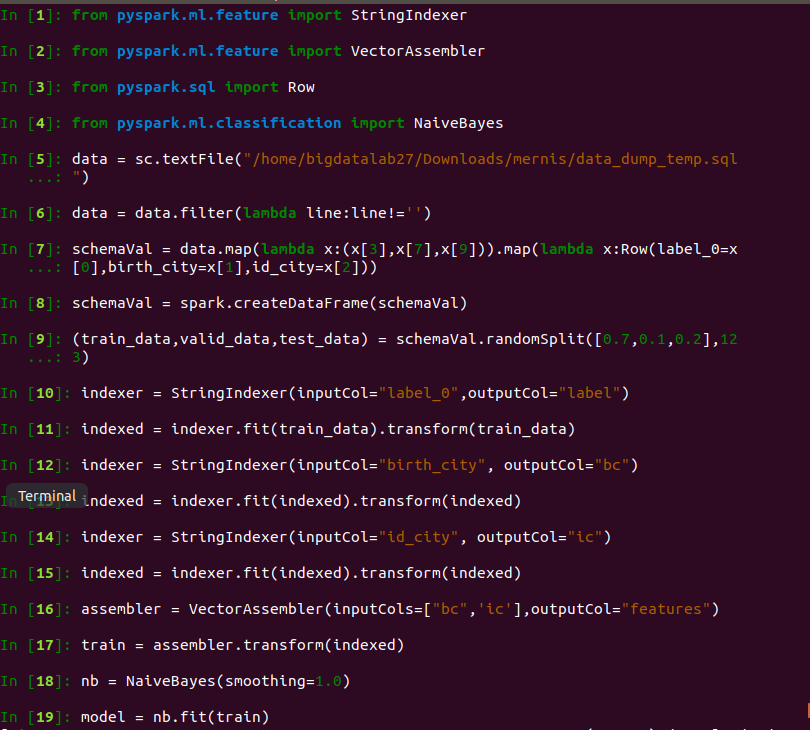 In [1]: from pyspark.ml.feature import StringIndexer
In [2]: from pyspark.ml.feature import VectorAssembler
In [3]: from pyspark.sql import Row
In [4]: from pyspark.ml.classification import NaiveBayes
In [5]: data = sc.textFile("/home/bigdatalab27/Downloads/mernis/data_dump_temp.sql
...: ")
In [6]: data = data.filter(lambda line:line!='')
In [7]: schemaVal = data.map(lambda x:(x[3],x[7],x[9])).map(lambda x:Row(label_0=x
...: [0],birth_city=x[1],id_city=x[2]))
In [8]: schemaVal = spark.createDataFrame(schemaVal)
In [9]: (train_data,valid_data,test_data) = schemaVal.randomSplit([0.7,0.1,0.2],12
...: 3)
In [10]: indexer = StringIndexer(inputCol="label_0",outputCol="label")
In [11]: indexed = indexer.fit(train_data).transform(train_data)
In [12]: indexer = StringIndexer(inputCol="birth_city", outputCol="bc")
Terminal
indexed = indexer.fit(indexed).transform(indexed)
In [14]: indexer = StringIndexer(inputCol="id_city", outputCol="ic")
In [15]: indexed = indexer.fit(indexed).transform(indexed)
In [16]: assembler = VectorAssembler(inputCols=["bc",'ic'],outputCol="features")
In [17]: train = assembler.transform(indexed)
In [18]: nb = NaiveBayes(smoothing=1.0)
In [19]: model = nb.fit(train)